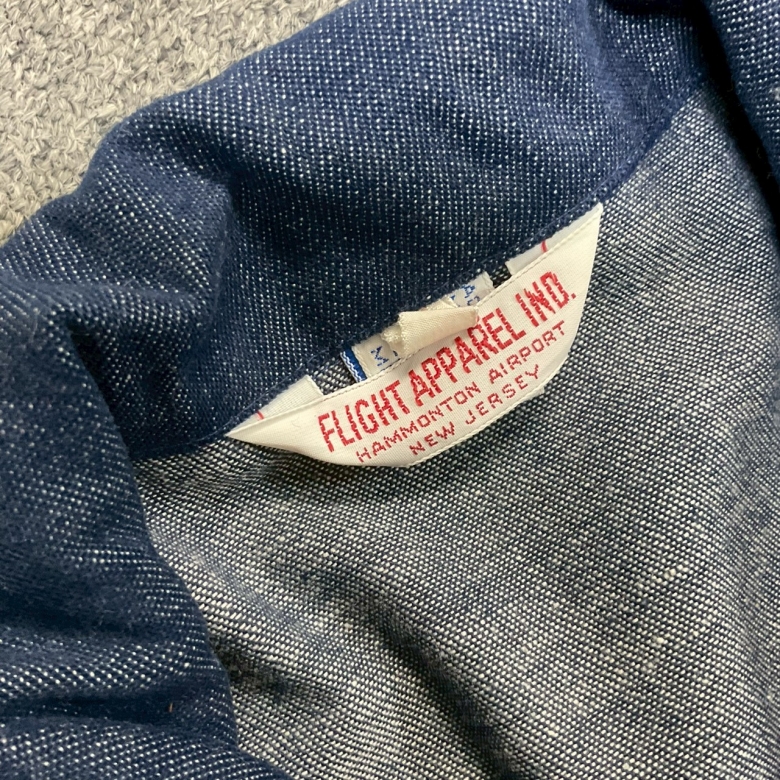 FLIGHT APPAREL IND.
HAMMONTON AIRPORT
NEW JERSEY